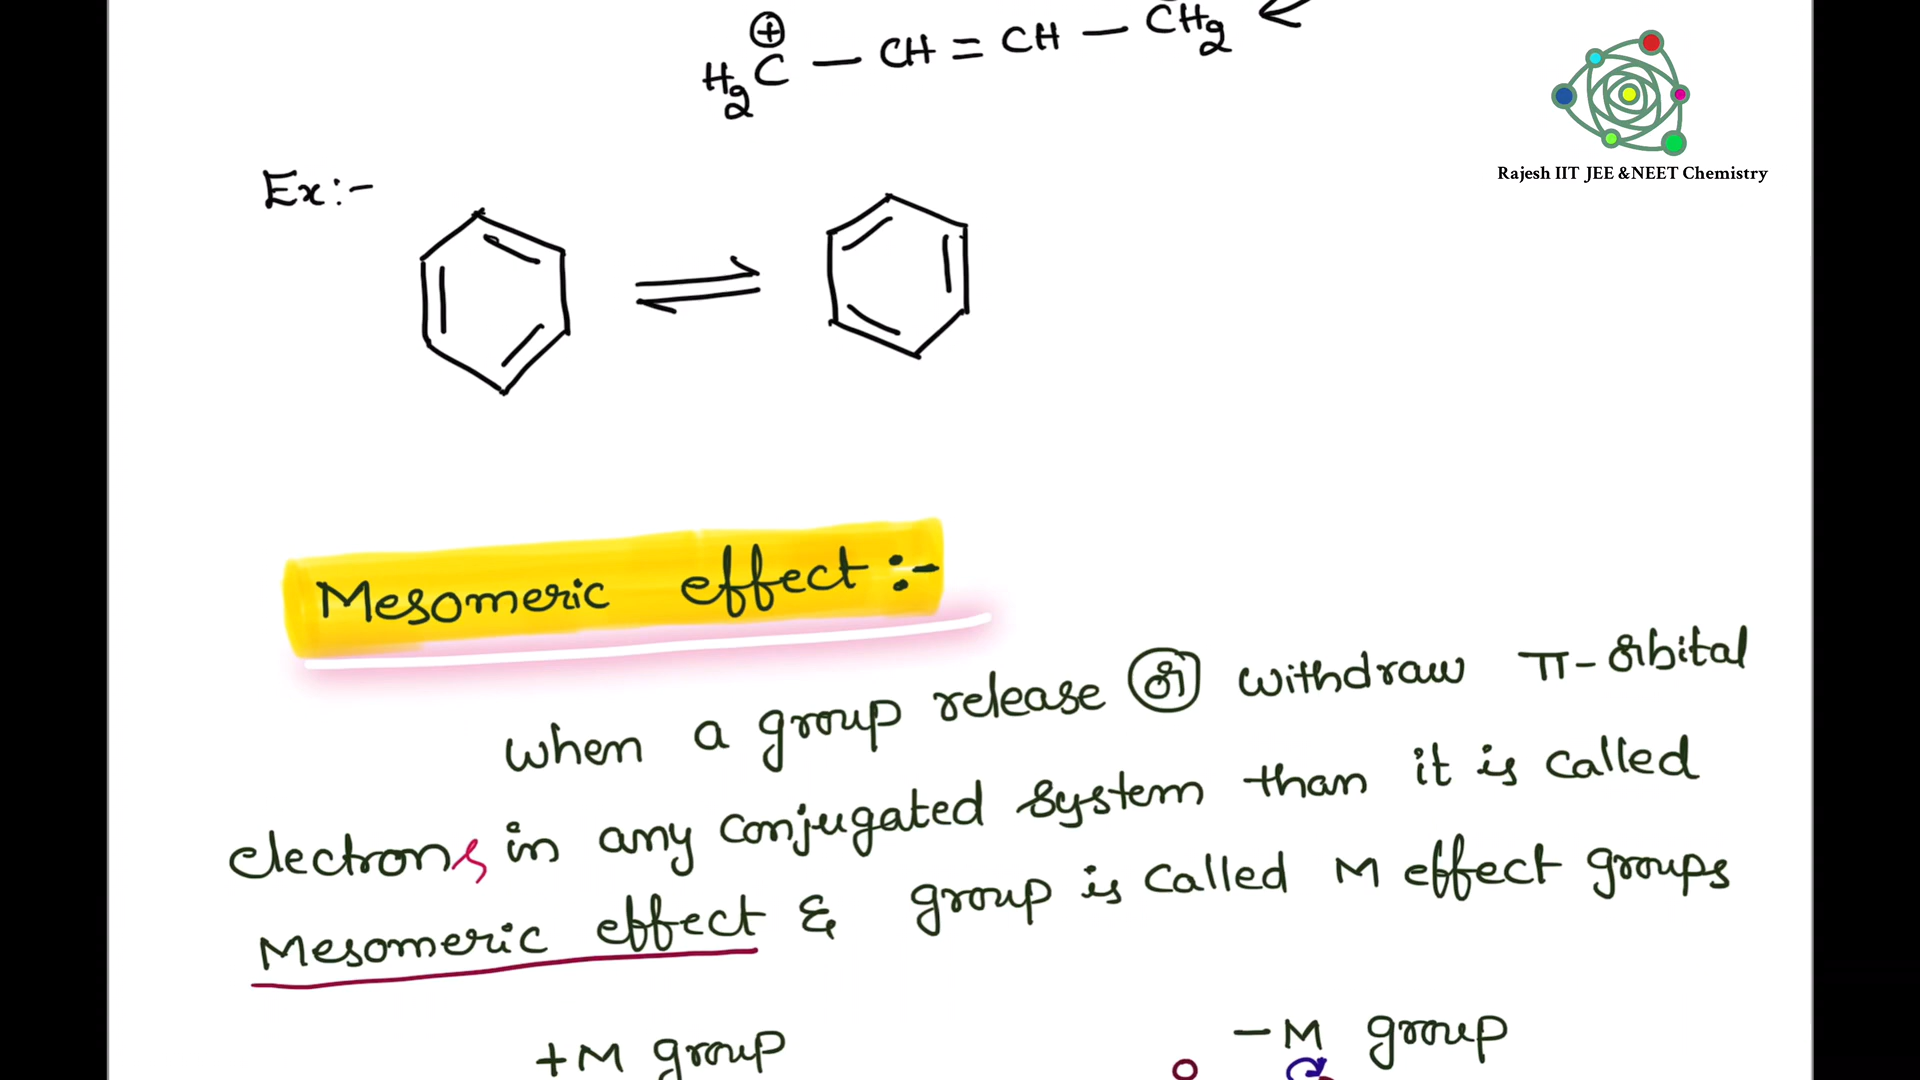 H₂C⊕ — CH = CH — CH₂
Rajesh IIT JEE &NEET Chemistry
Ex:-
Mesomeric effect:-
when a group release or withdraw π-orbital
electrons in any conjugated system than it is called
Mesomeric effect & group is called M effect groups
+M group
-M group